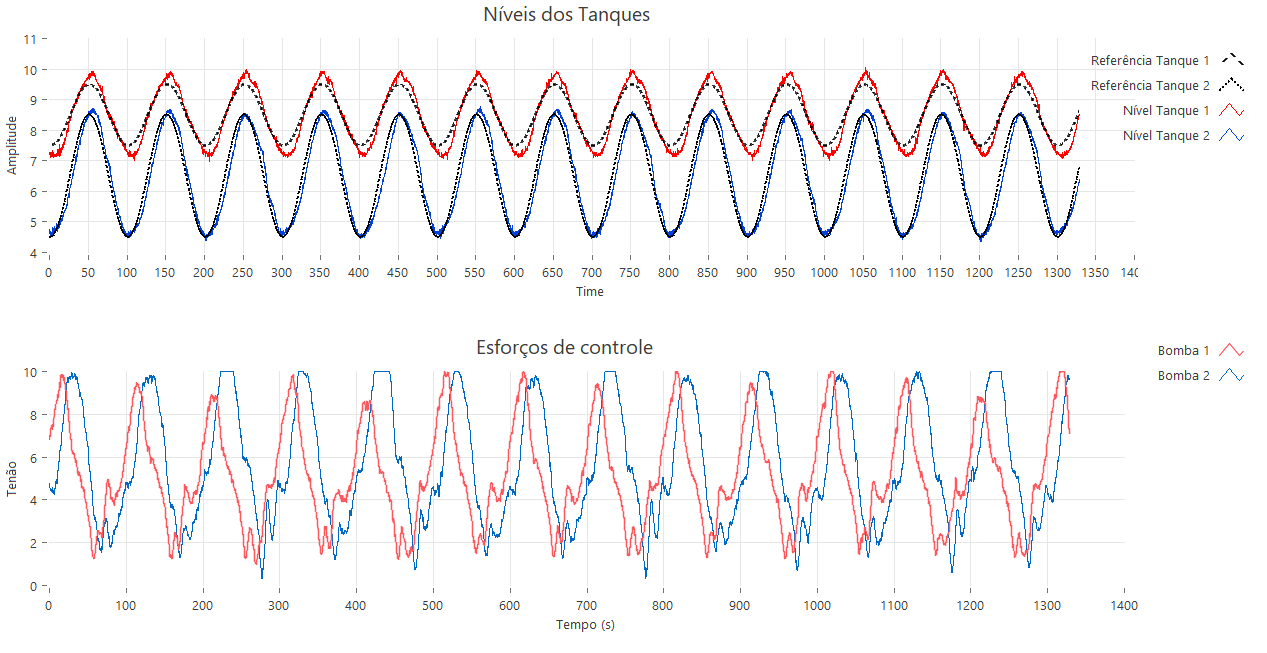 Níveis dos Tanques
11
10
9
8
7
6
5
4
Amplitude
0 50 100 150 200 250 300 350 400 450 500 550 600 650 700 750 800 850 900 950 1000 1050 1100 1150 1200 1250 1300 1350 140
Time
Referência Tanque 1
Referência Tanque 2
Nível Tanque 1
Nível Tanque 2
Esforços de controle
10
8
6
4
2
0
Tenão
0 100 200 300 400 500 600 700 800 900 1000 1100 1200 1300 1400
Tempo (s)
Bomba 1
Bomba 2